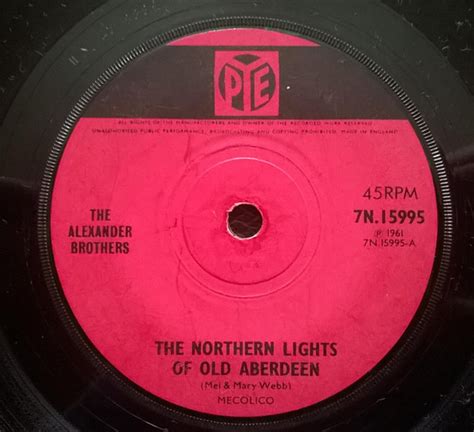 PYE
ALL RIGHTS OF THE MANUFACTURERS AND OWNER OF THE RECORDED WORK RESERVED.
UNAUTHORISED PUBLIC PERFORMANCE, BROADCASTING AND COPYING PROHIBITED. MADE IN ENGLAND
45RPM
7N.15995
℗ 1961
7N.15995-A
THE
ALEXANDER
BROTHERS
THE NORTHERN LIGHTS
OF OLD ABERDEEN
(Mel & Mary Webb)
MECOLICO